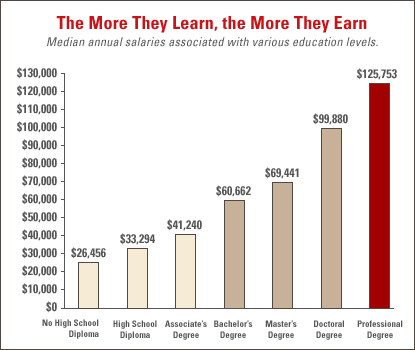 The More They Learn, the More They Earn
Median annual salaries associated with various education levels.
$130,000
$120,000
$110,000
$100,000
$90,000
$80,000
$70,000
$60,000
$50,000
$40,000
$30,000
$20,000
$10,000
$0
$26,456
$33,294
$41,240
$60,662
$69,441
$99,880
$125,753
No High School
Diploma
High School
Diploma
Associate's
Degree
Bachelor's
Degree
Master's
Degree
Doctoral
Degree
Professional
Degree